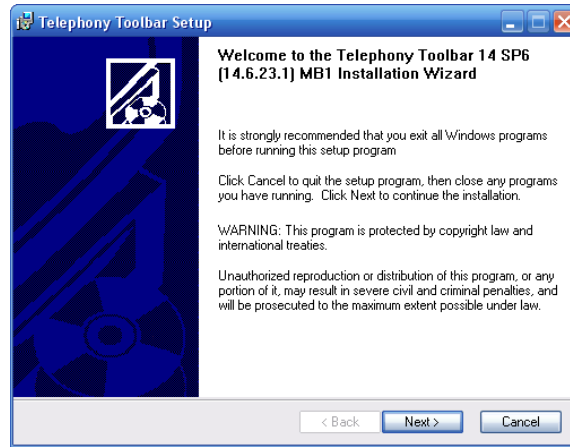 Telephony Toolbar Setup
Welcome to the Telephony Toolbar 14 SP6
(14.6.23.1) MB1 Installation Wizard
It is strongly recommended that you exit all Windows programs
before running this setup program
Click Cancel to quit the setup program, then close any programs
you have running. Click Next to continue the installation.
WARNING: This program is protected by copyright law and
international treaties.
Unauthorized reproduction or distribution of this program, or any
portion of it, may result in severe civil and criminal penalties, and
will be prosecuted to the maximum extent possible under law.
< Back Next > Cancel